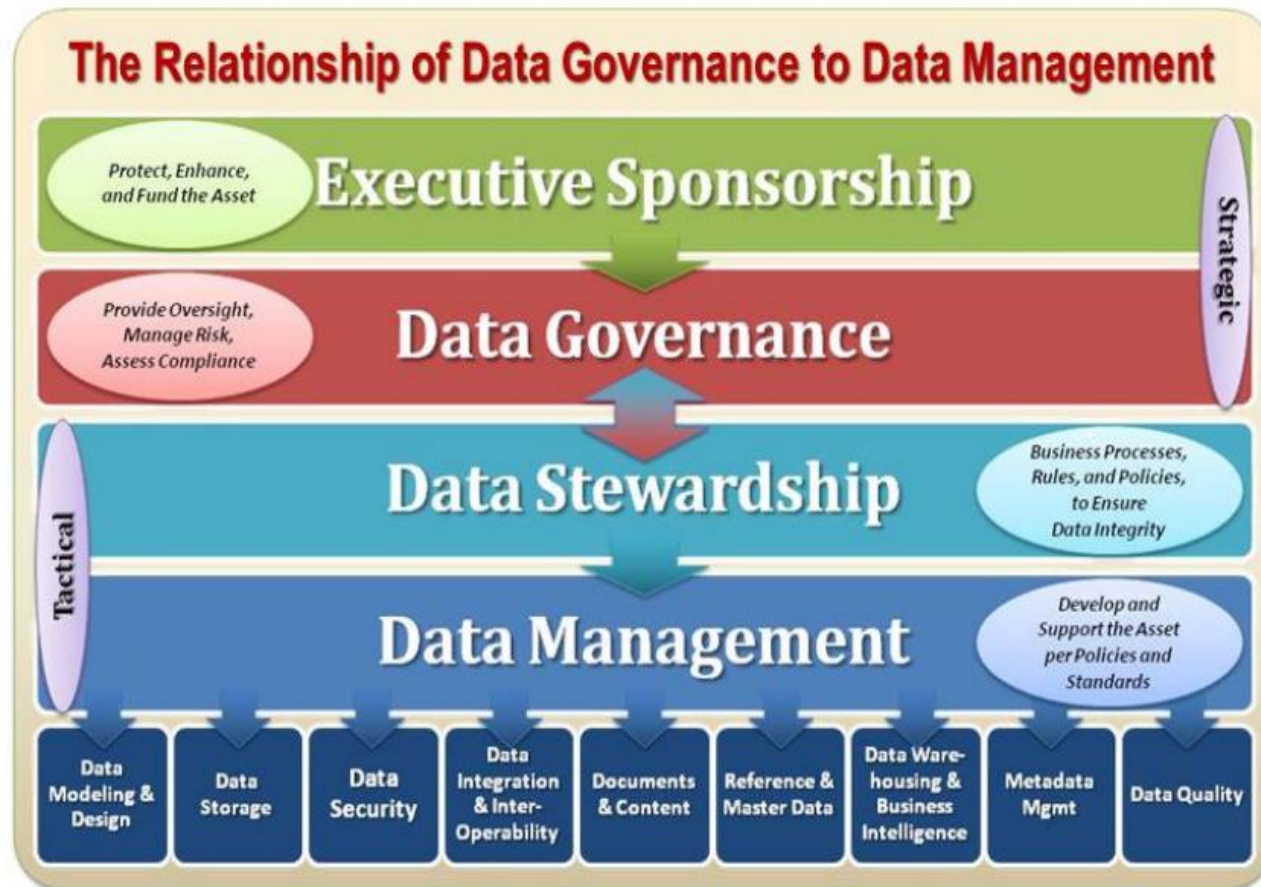 The Relationship of Data Governance to Data Management
Protect, Enhance,
and Fund the Asset
Executive Sponsorship
Strategic
Provide Oversight,
Manage Risk,
Assess Compliance
Data Governance
Data Stewardship
Business Processes,
Rules, and Policies,
to Ensure
Data Integrity
Tactical
Data Management
Develop and
Support the Asset
per Policies and
Standards
Data
Modeling &
Design
Data
Storage
Data
Security
Data
Integration
& Inter-
Operability
Documents
& Content
Reference &
Master Data
Data Ware-
housing &
Business
Intelligence
Metadata
Mgmt
Data Quality